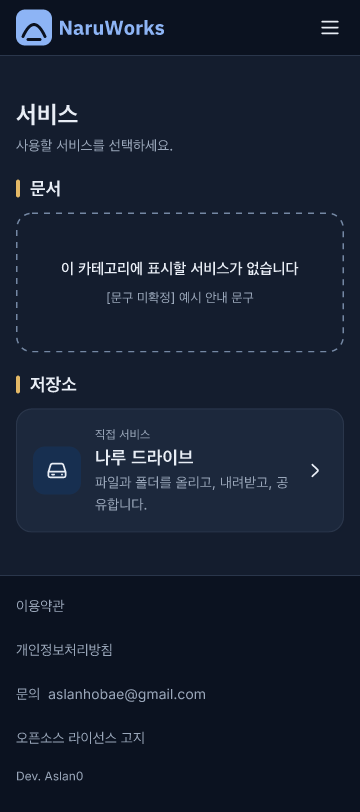 NaruWorks
서비스
사용할 서비스를 선택하세요.
문서
이 카테고리에 표시할 서비스가 없습니다
[문구 미확정] 예시 안내 문구
저장소
직접 서비스
나루 드라이브
파일과 폴더를 올리고, 내려받고, 공
유합니다.
이용약관
개인정보처리방침
문의 aslanhobae@gmail.com
오픈소스 라이선스 고지
Dev. Aslan0